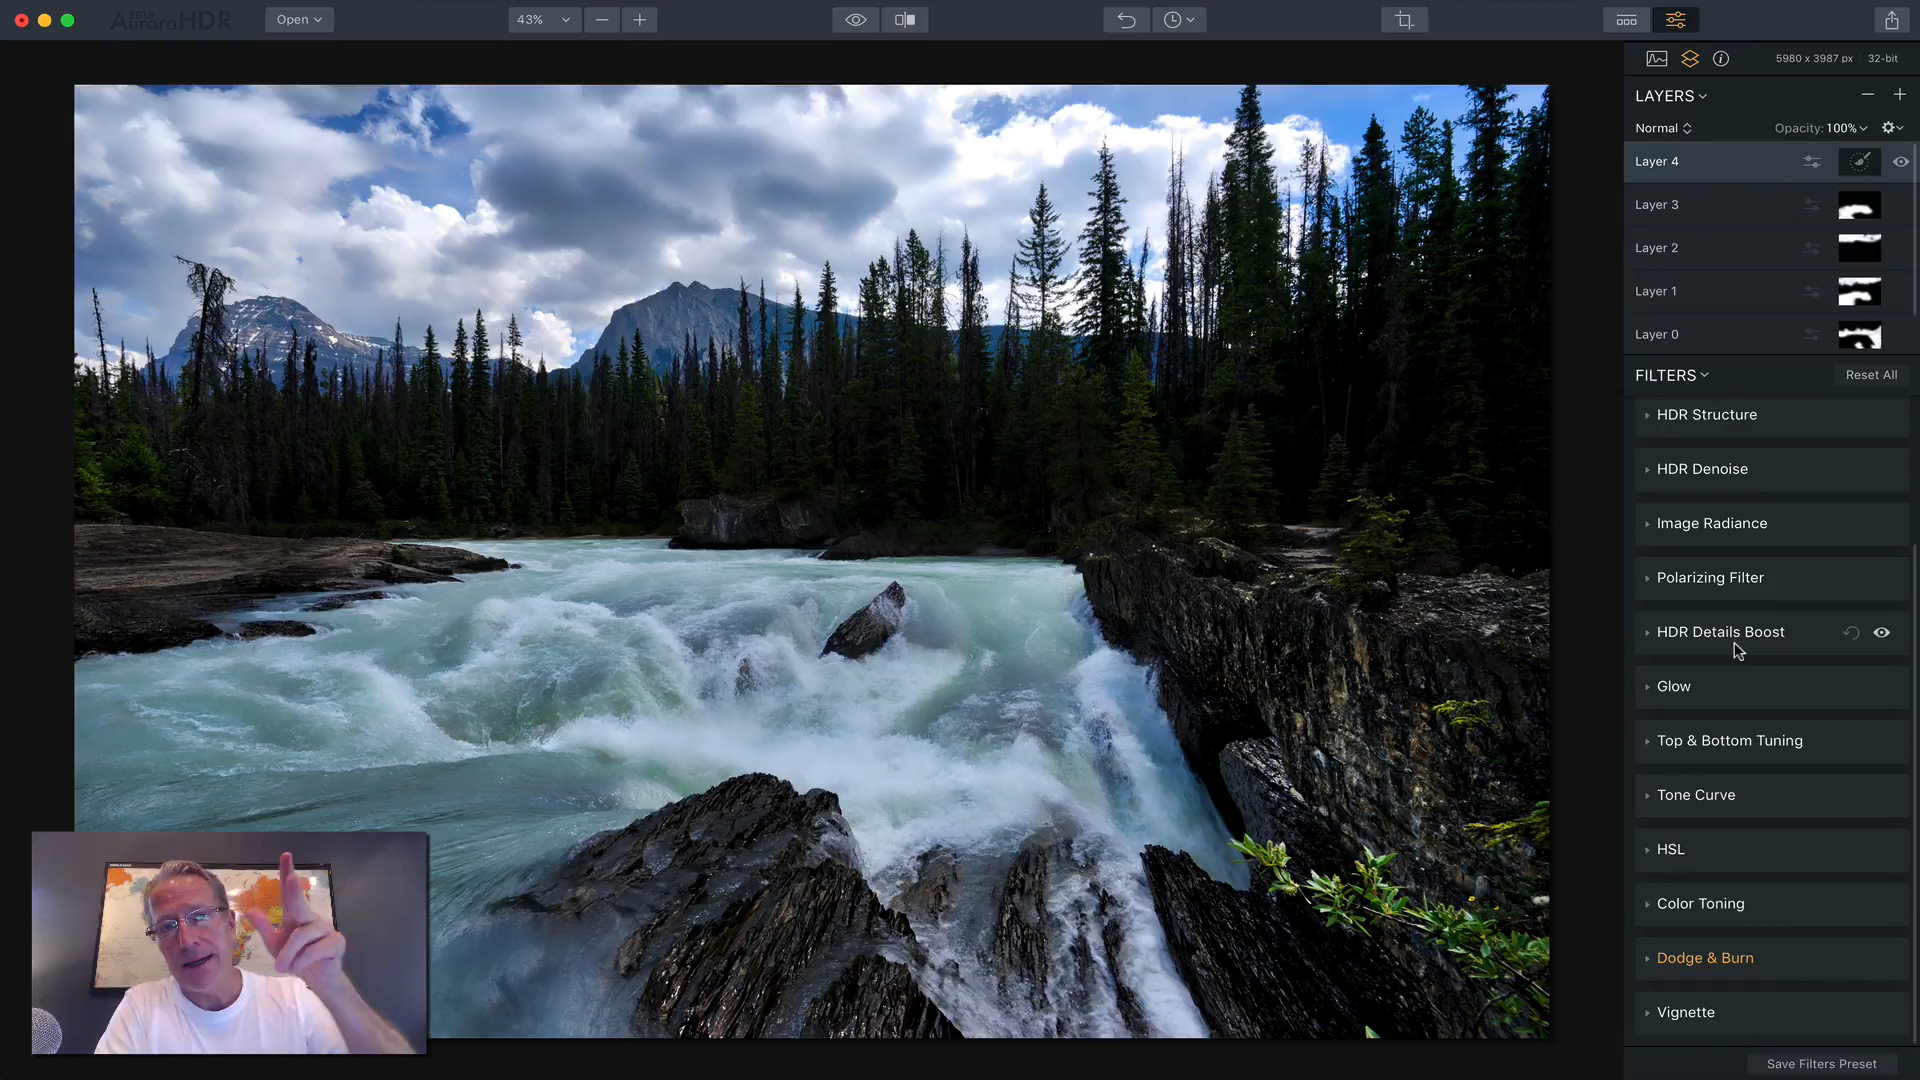 2018
AuroraHDR
Open
43%
5980 x 3987 px
32-bit
LAYERS
Normal
Opacity: 100%
Layer 4
Layer 3
Layer 2
Layer 1
Layer 0
FILTERS
Reset All
HDR Structure
HDR Denoise
Image Radiance
Polarizing Filter
HDR Details Boost
Glow
Top & Bottom Tuning
Tone Curve
HSL
Color Toning
Dodge & Burn
Vignette
Save Filters Preset